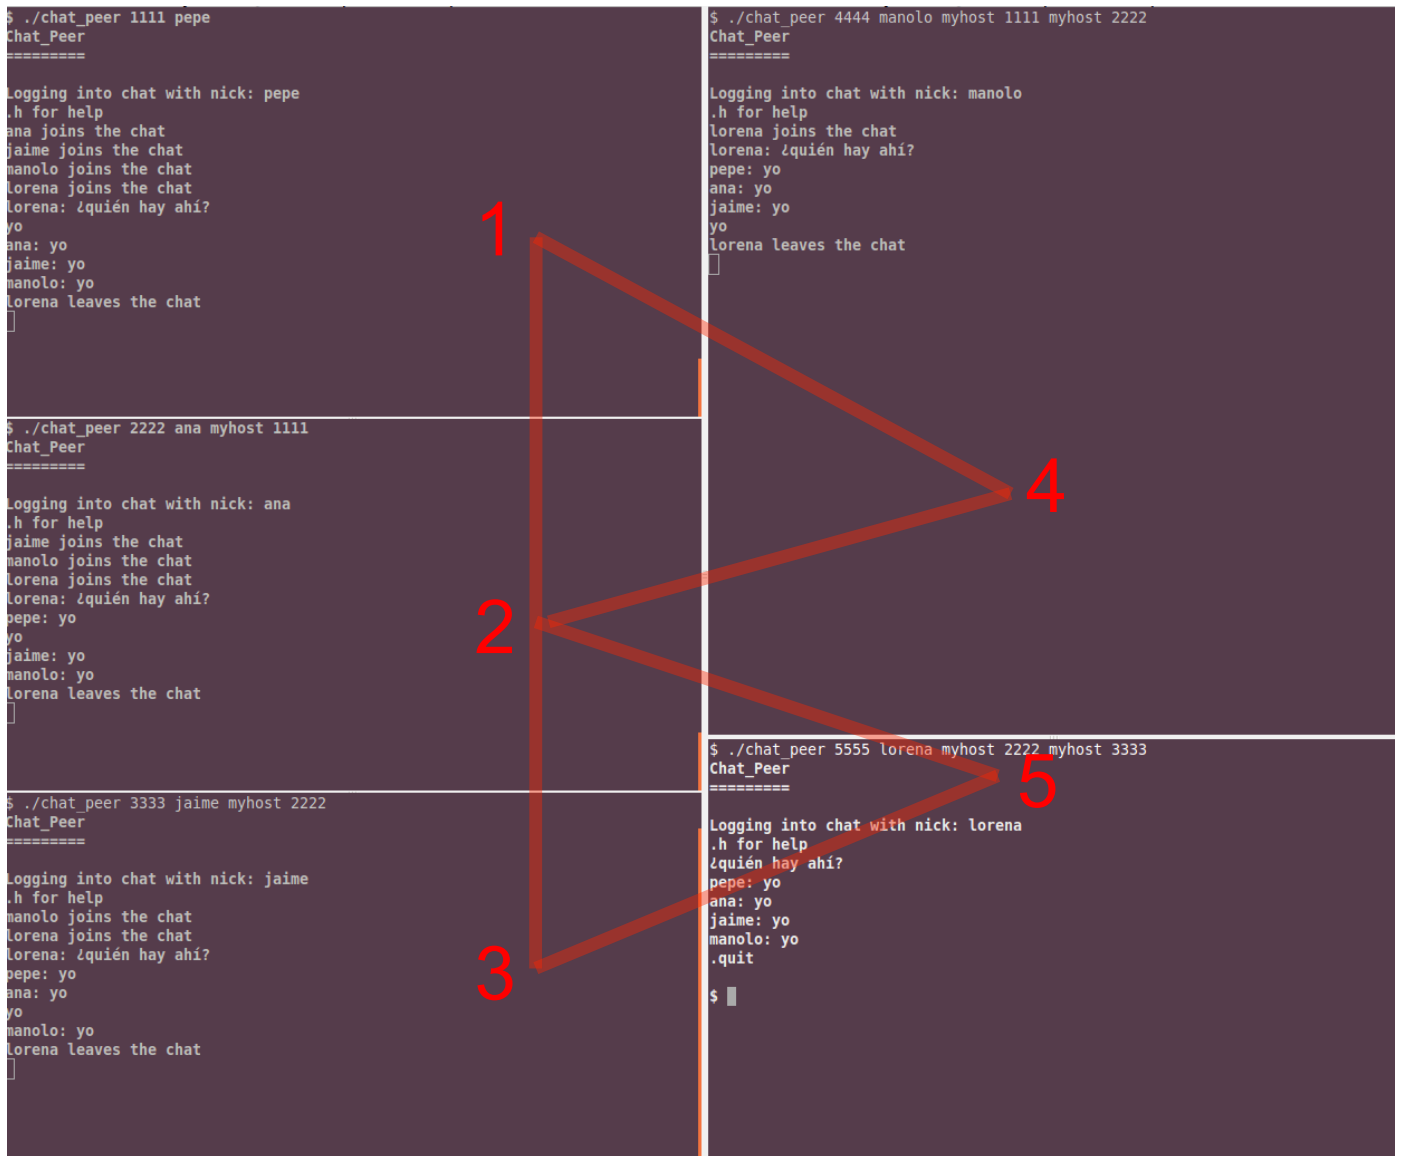 $ ./chat_peer 1111 pepe
Chat_Peer
=========
Logging into chat with nick: pepe
.h for help
ana joins the chat
jaime joins the chat
manolo joins the chat
lorena joins the chat
lorena: ¿quién hay ahí?
yo
ana: yo
jaime: yo
manolo: yo
lorena leaves the chat
1
$ ./chat_peer 2222 ana myhost 1111
Chat_Peer
=========
Logging into chat with nick: ana
.h for help
jaime joins the chat
manolo joins the chat
lorena joins the chat
lorena: ¿quién hay ahí?
pepe: yo
yo
jaime: yo
manolo: yo
lorena leaves the chat
2
$ ./chat_peer 3333 jaime myhost 2222
Chat_Peer
=========
Logging into chat with nick: jaime
.h for help
manolo joins the chat
lorena joins the chat
lorena: ¿quién hay ahí?
pepe: yo
ana: yo
yo
manolo: yo
lorena leaves the chat
3
$ ./chat_peer 4444 manolo myhost 1111 myhost 2222
Chat_Peer
=========
Logging into chat with nick: manolo
.h for help
lorena joins the chat
lorena: ¿quién hay ahí?
pepe: yo
ana: yo
jaime: yo
yo
lorena leaves the chat
4
$ ./chat_peer 5555 lorena myhost 2222 myhost 3333
Chat_Peer
=========
Logging into chat with nick: lorena
.h for help
¿quién hay ahí?
pepe: yo
ana: yo
jaime: yo
manolo: yo
.quit
$
5